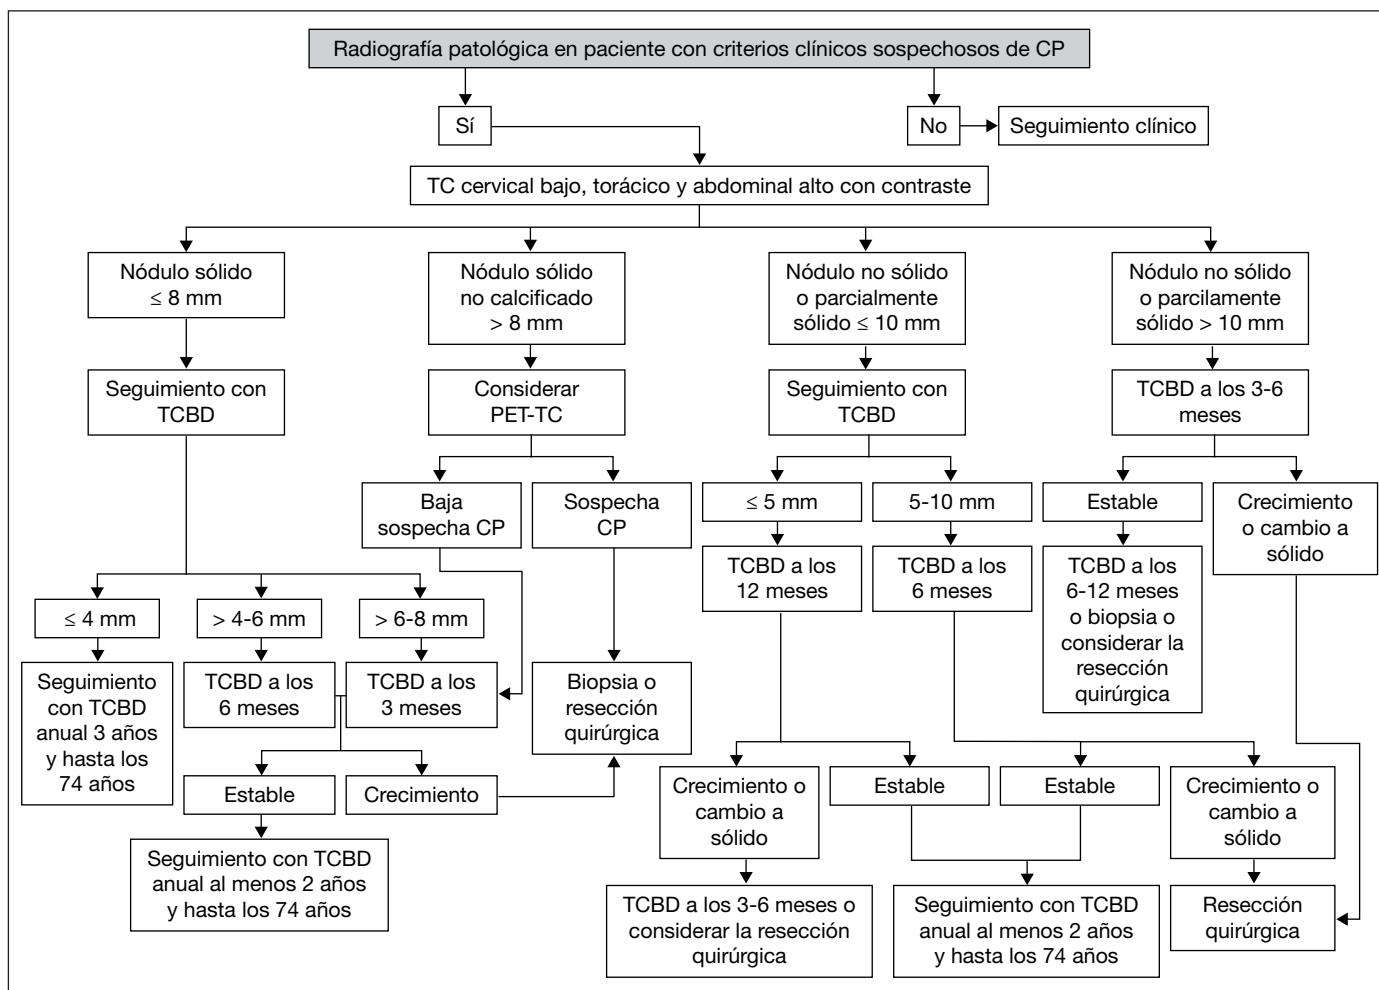 Radiografía patológica en paciente con criterios clínicos sospechosos de CP
Sí
No
Seguimiento clínico
TC cervical bajo, torácico y abdominal alto con contraste
Nódulo sólido
≤ 8 mm
Nódulo sólido
no calcificado
> 8 mm
Nódulo no sólido
o parcialmente
sólido ≤ 10 mm
Nódulo no sólido
o parcilamente
sólido > 10 mm
Seguimiento con
TCBD
Considerar
PET-TC
Seguimiento con
TCBD
TCBD a los 3-6
meses
Baja
sospecha CP
Sospecha
CP
≤ 5 mm
5-10 mm
Estable
Crecimiento
o cambio a
sólido
TCBD a los
12 meses
TCBD a los
6 meses
TCBD a los
6-12 meses
o biopsia o
considerar la
resección
quirúrgica
≤ 4 mm
> 4-6 mm
> 6-8 mm
Seguimiento
con TCBD
anual 3 años
y hasta los
74 años
TCBD a los
6 meses
TCBD a los
3 meses
Biopsia o
resección
quirúrgica
Estable
Crecimiento
Crecimiento o
cambio a
sólido
Estable
Estable
Crecimiento o
cambio a
sólido
Seguimiento con TCBD
anual al menos 2 años
y hasta los 74 años
TCBD a los 3-6 meses o
considerar la resección
quirúrgica
Seguimiento con TCBD
anual al menos 2 años
y hasta los 74 años
Resección
quirúrgica